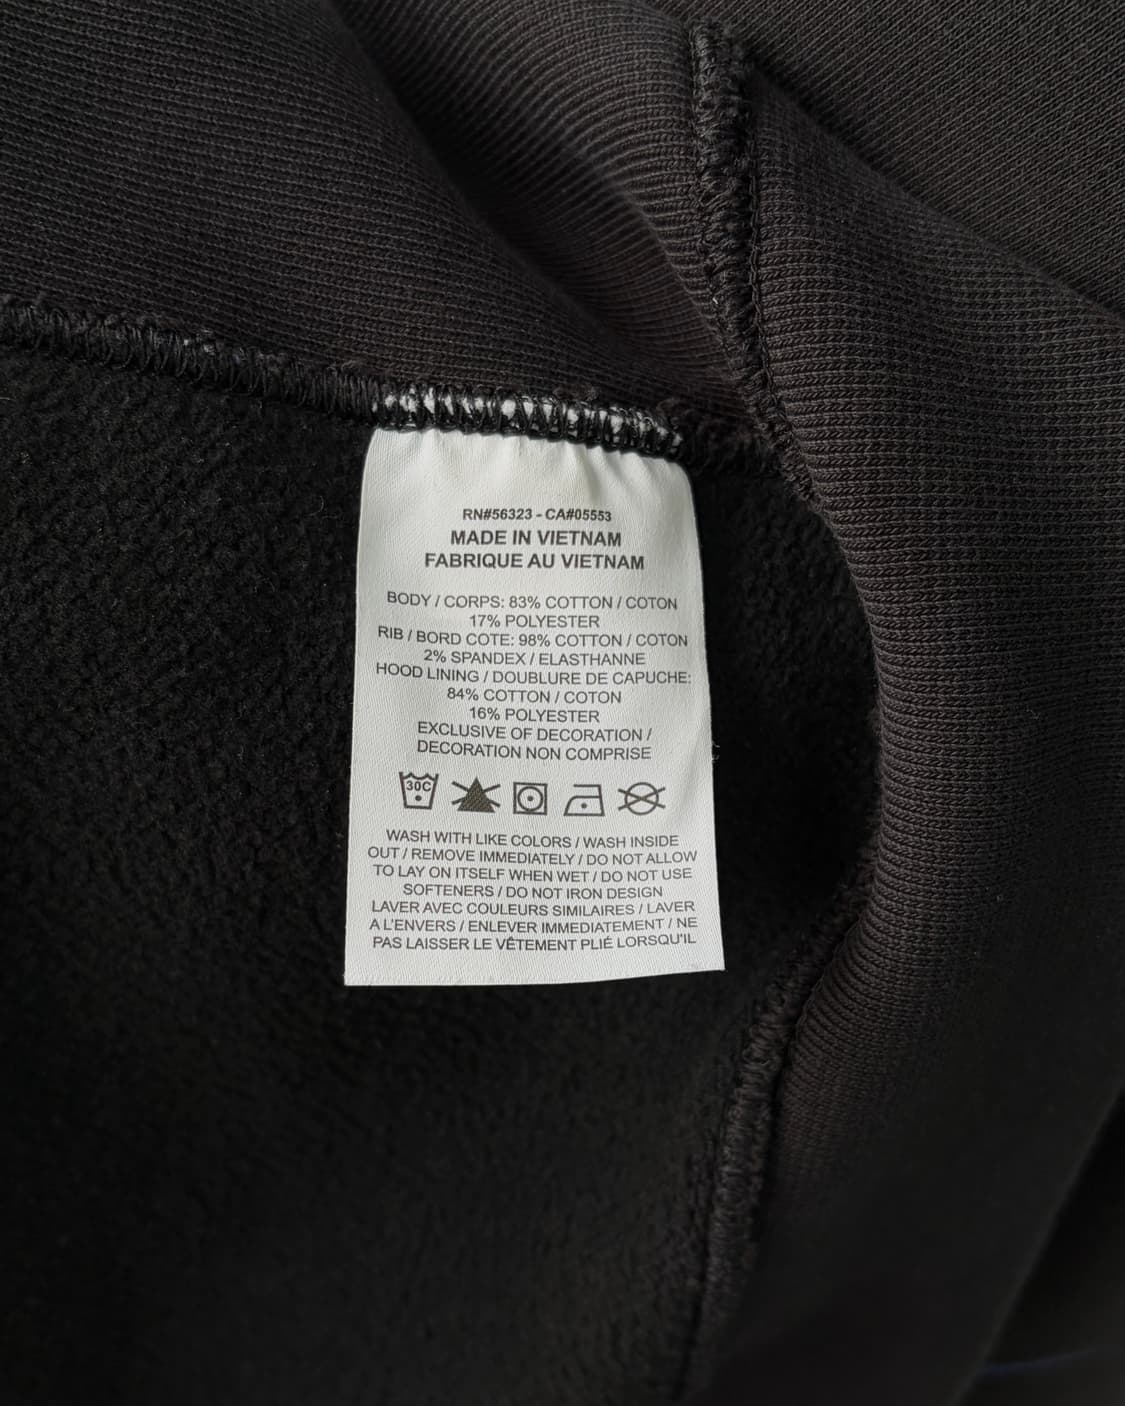 RN#56323 - CA#05553
MADE IN VIETNAM
FABRIQUE AU VIETNAM
BODY / CORPS: 83% COTTON / COTON
17% POLYESTER
RIB / BORD COTE: 98% COTTON / COTON
2% SPANDEX / ELASTHANNE
HOOD LINING / DOUBLURE DE CAPUCHE:
84% COTTON / COTON
16% POLYESTER
EXCLUSIVE OF DECORATION /
DECORATION NON COMPRISE
30C
WASH WITH LIKE COLORS / WASH INSIDE
OUT / REMOVE IMMEDIATELY / DO NOT ALLOW
TO LAY ON ITSELF WHEN WET / DO NOT USE
SOFTENERS / DO NOT IRON DESIGN
LAVER AVEC COULEURS SIMILAIRES / LAVER
A L'ENVERS / ENLEVER IMMEDIATEMENT / NE
PAS LAISSER LE VÊTEMENT PLIÉ LORSQU'IL